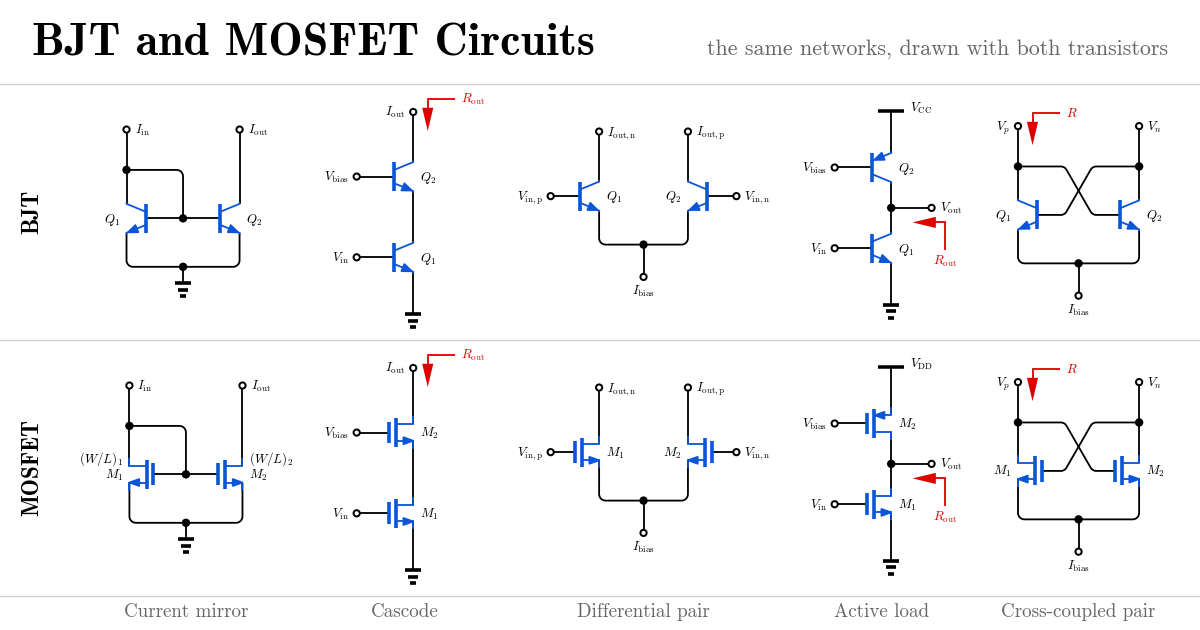 BJT and MOSFET Circuits
the same networks, drawn with both transistors
BJT
I_in
I_out
Q_1
Q_2
I_out
R_out
V_bias
Q_2
V_in
Q_1
I_out,n
I_out,p
V_in,p
Q_1
Q_2
V_in,n
I_bias
V_CC
V_bias
Q_2
V_out
V_in
Q_1
R_out
V_p
R
V_n
Q_1
Q_2
I_bias
MOSFET
I_in
I_out
(W/L)_1
M_1
(W/L)_2
M_2
I_out
R_out
V_bias
M_2
V_in
M_1
I_out,n
I_out,p
V_in,p
M_1
M_2
V_in,n
I_bias
V_DD
V_bias
M_2
V_out
V_in
M_1
R_out
V_p
R
V_n
M_1
M_2
I_bias
Current mirror
Cascode
Differential pair
Active load
Cross-coupled pair